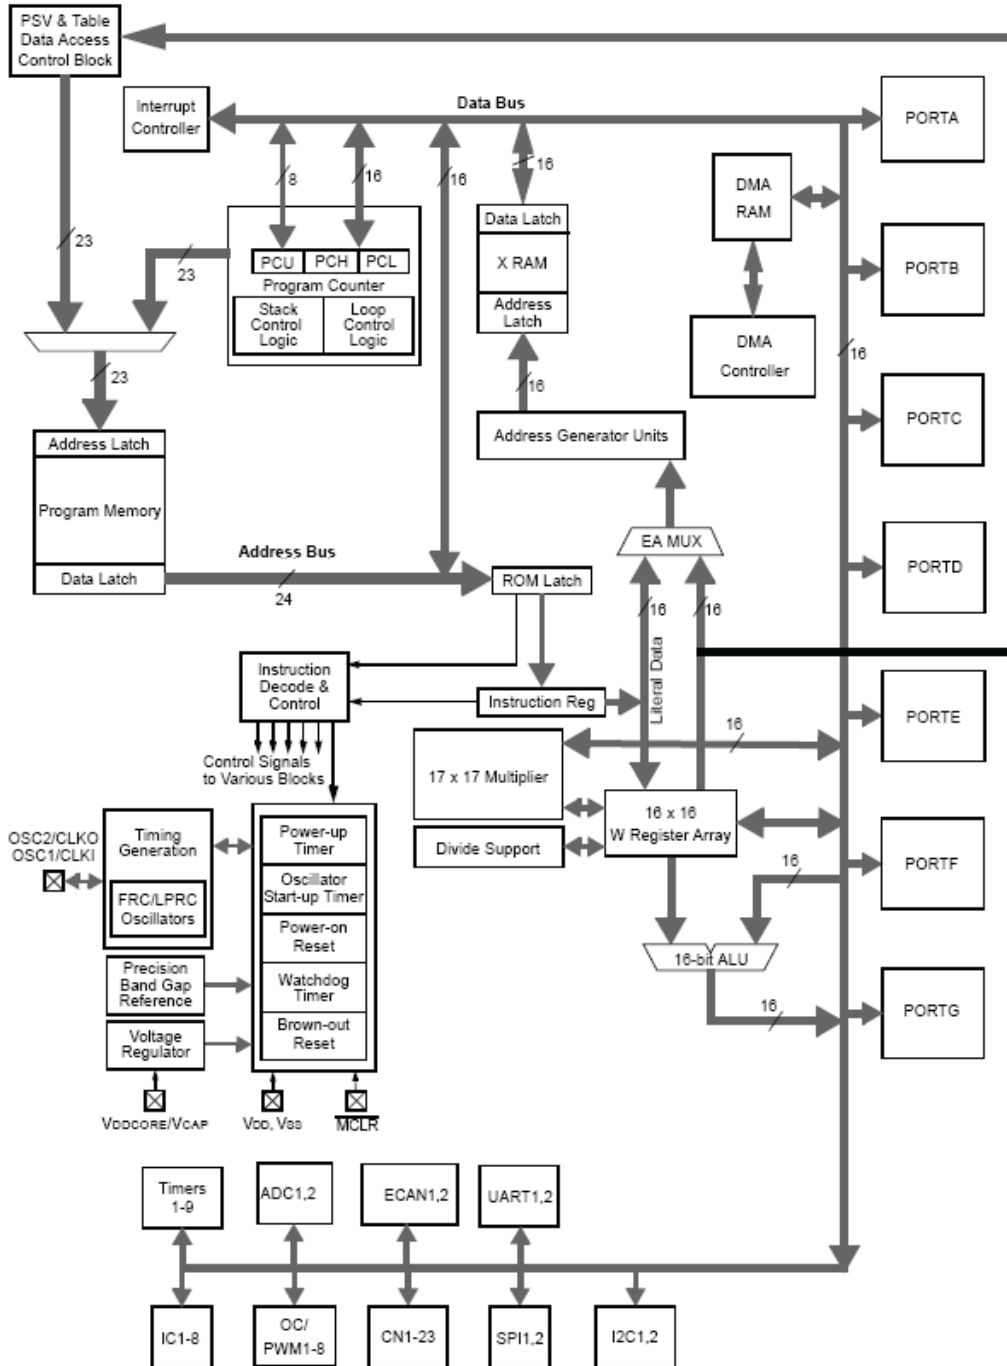 PSV & Table
Data Access
Control Block
Interrupt
Controller
Data Bus
PORTA
8
16
16
16
DMA
RAM
23
23
PCU
PCH
PCL
Program Counter
Stack
Control
Logic
Loop
Control
Logic
Data Latch
X RAM
Address
Latch
PORTB
DMA
Controller
16
23
16
Address Latch
Program Memory
Data Latch
Address Generator Units
PORTC
EA MUX
Address Bus
24
ROM Latch
PORTD
16
16
Literal Data
Instruction
Decode &
Control
Instruction Reg
PORTE
16
Control Signals
to Various Blocks
17 x 17 Multiplier
16 x 16
W Register Array
Divide Support
OSC2/CLKO
OSC1/CLKI
Timing
Generation
FRC/LPRC
Oscillators
Power-up
Timer
Oscillator
Start-up Timer
Power-on
Reset
Watchdog
Timer
Brown-out
Reset
PORTF
16
16-bit ALU
Precision
Band Gap
Reference
16
PORTG
Voltage
Regulator
VDDCORE/VCAP
VDD, VSS
MCLR
Timers
1-9
ADC1,2
ECAN1,2
UART1,2
IC1-8
OC/
PWM1-8
CN1-23
SPI1,2
I2C1,2